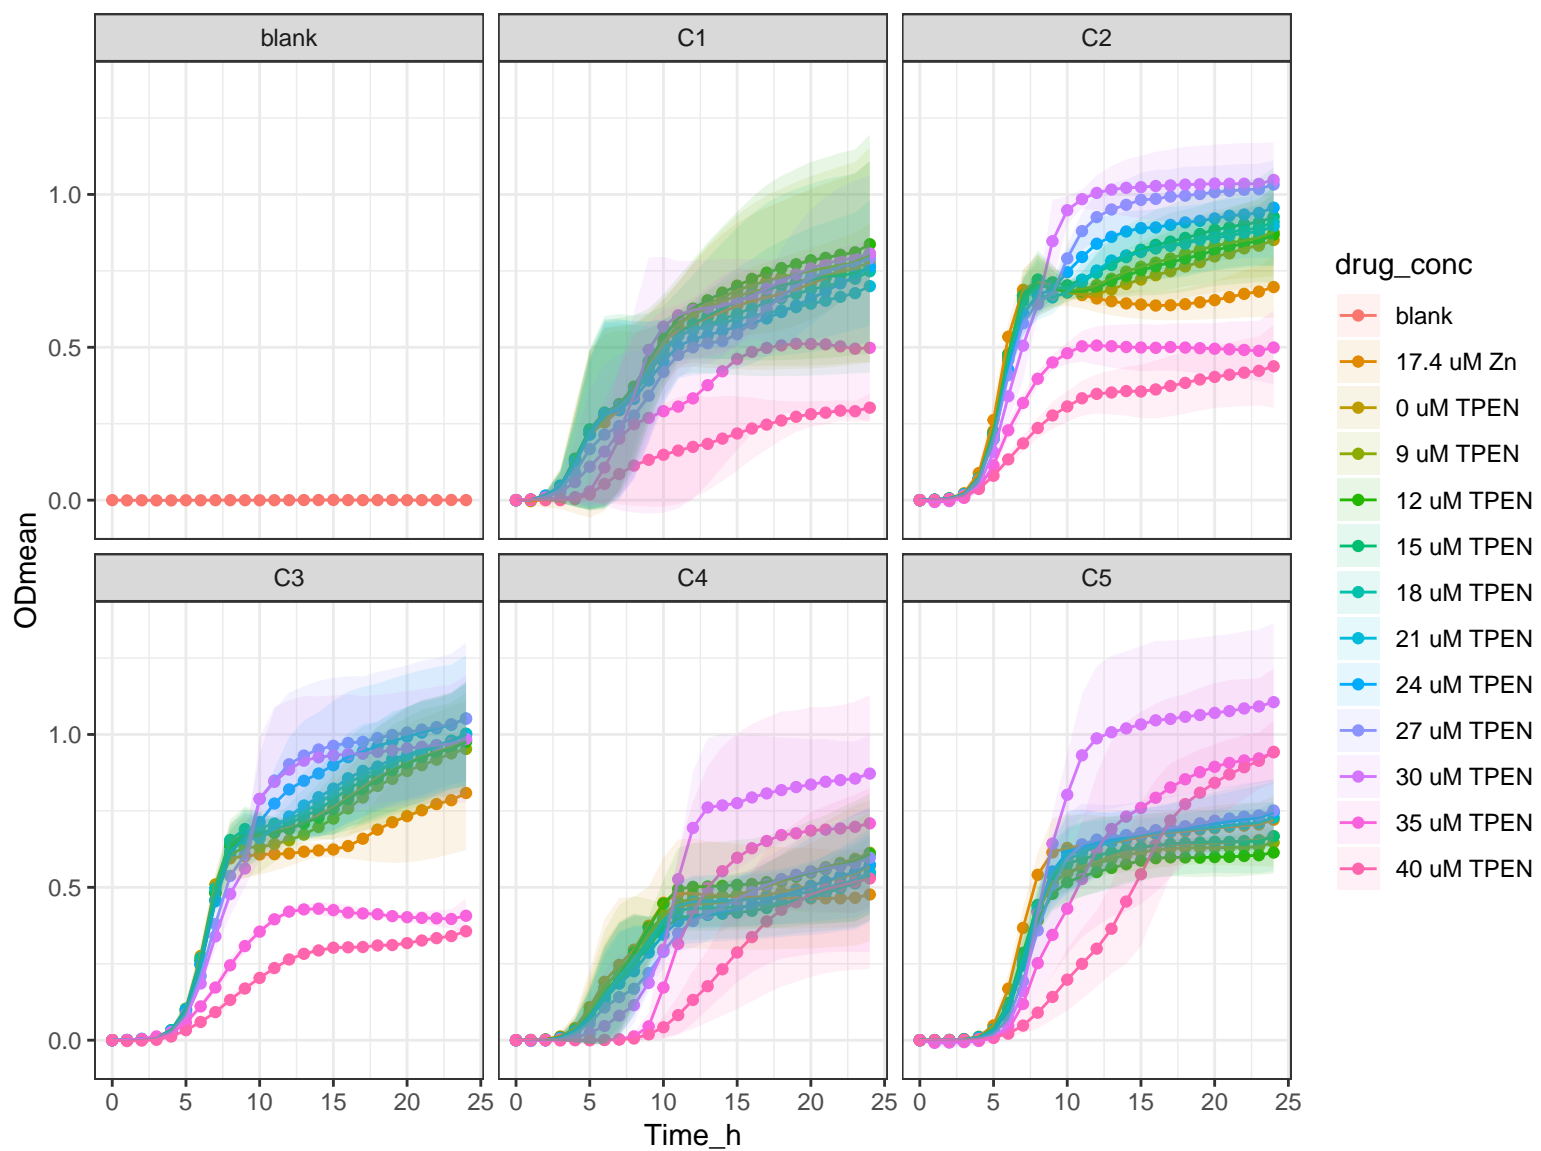 blank
C1
C2
1.0
0.5
0.0
C3
C4
C5
1.0
0.5
0.0
0 5 10 15 20 25
0 5 10 15 20 25
0 5 10 15 20 25
Time_h
ODmean
drug_conc
blank
17.4 uM Zn
0 uM TPEN
9 uM TPEN
12 uM TPEN
15 uM TPEN
18 uM TPEN
21 uM TPEN
24 uM TPEN
27 uM TPEN
30 uM TPEN
35 uM TPEN
40 uM TPEN